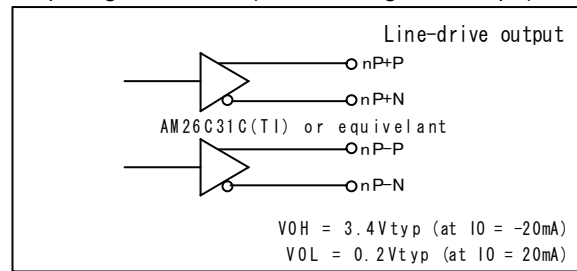 Line-drive output
nP+P
nP+N
AM26C31C(TI) or equivelant
nP-P
nP-N
VOH = 3.4Vtyp (at IO = -20mA)
VOL = 0.2Vtyp (at IO = 20mA)